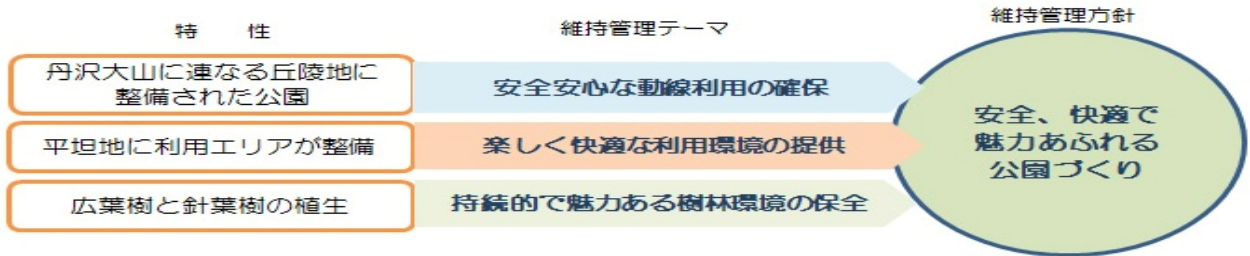 特　性
維持管理テーマ
維持管理方針
丹沢大山に連なる丘陵地に
整備された公園
安全安心な動線利用の確保
平坦地に利用エリアが整備
楽しく快適な利用環境の提供
広葉樹と針葉樹の植生
持続的で魅力ある樹林環境の保全
安全、快適で
魅力あふれる
公園づくり